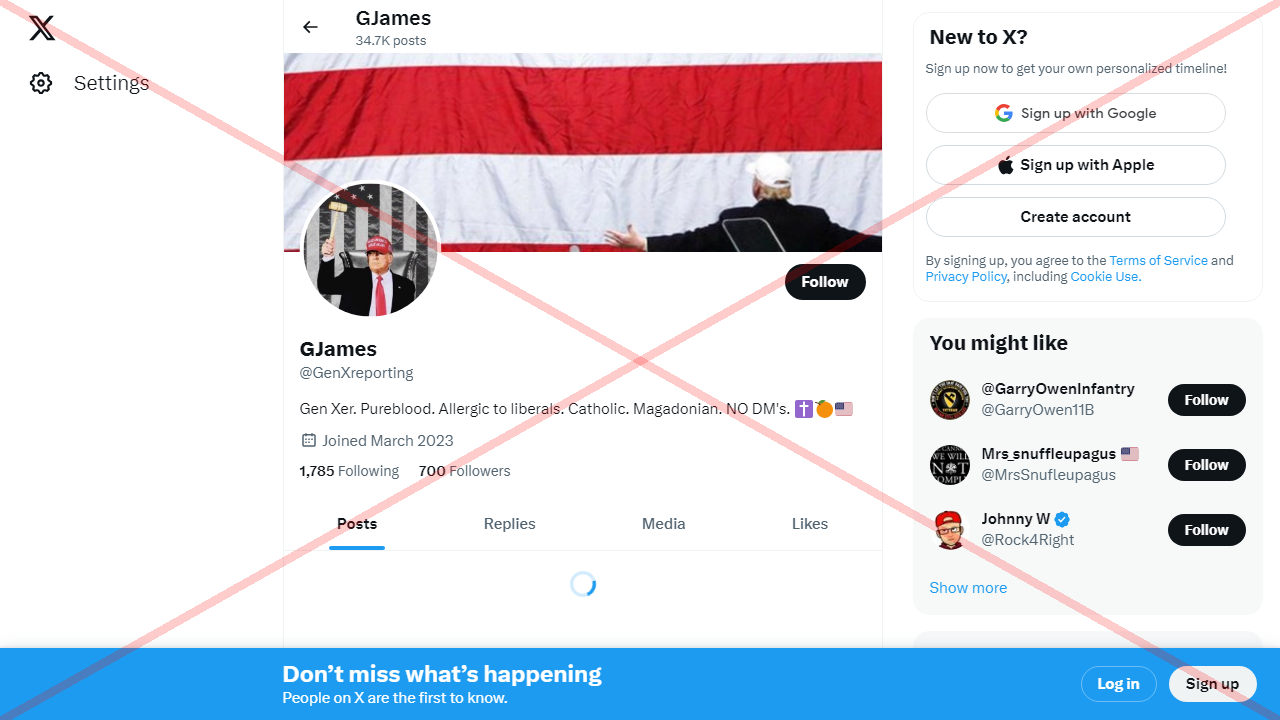 GJames
34.7K posts
Settings
GJames
@GenXreporting
Follow
Gen Xer. Pureblood. Allergic to liberals. Catholic. Magadonian. NO DM's. ✝️🍊🇺🇸
Joined March 2023
1,785 Following 700 Followers
Posts Replies Media Likes
New to X?
Sign up now to get your own personalized timeline!
Sign up with Google
Sign up with Apple
Create account
By signing up, you agree to the Terms of Service and
Privacy Policy, including Cookie Use.
You might like
@GarryOwenInfantry
@GarryOwen11B
Follow
Mrs_snuffleupagus 🇺🇸
@MrsSnufleupagus
Follow
Johnny W
@Rock4Right
Follow
Show more
Don’t miss what’s happening
People on X are the first to know.
Log in
Sign up